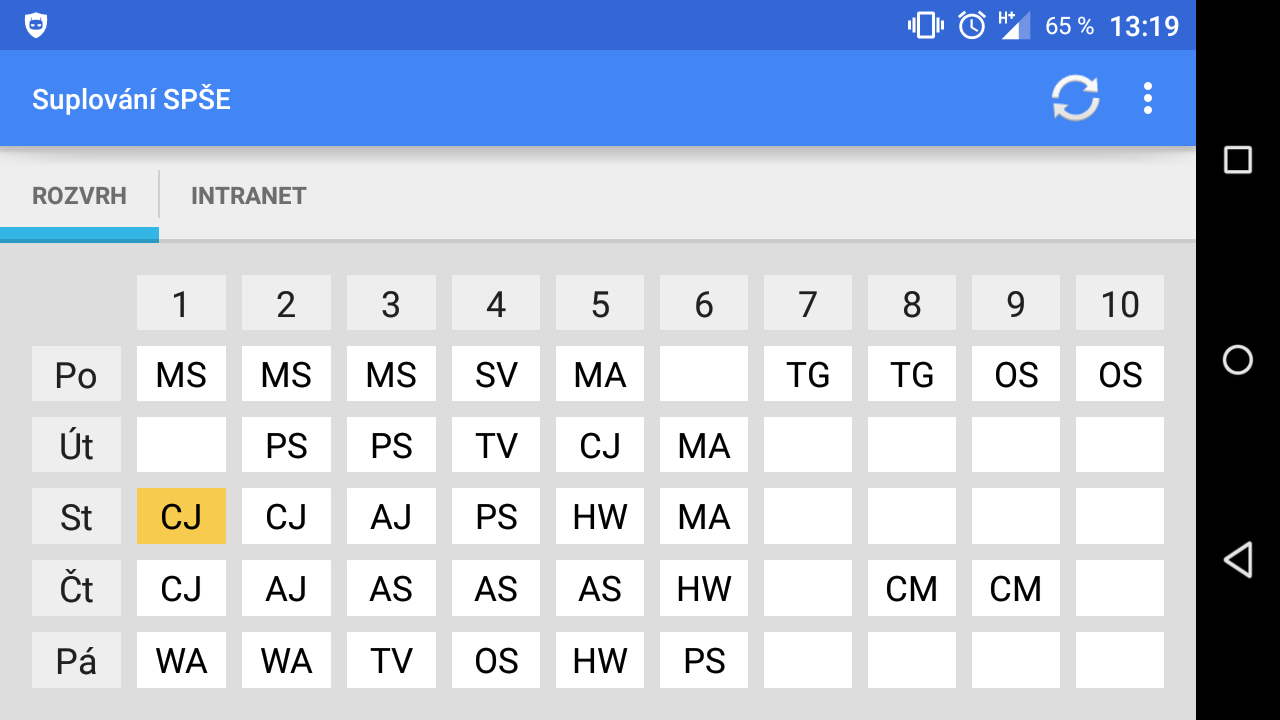 H+ 65 % 13:19
Suplování SPŠE
ROZVRH INTRANET
1 2 3 4 5 6 7 8 9 10
Po MS MS MS SV MA TG TG OS OS
Út PS PS TV CJ MA
St CJ CJ AJ PS HW MA
Čt CJ AJ AS AS AS HW CM CM
Pá WA WA TV OS HW PS